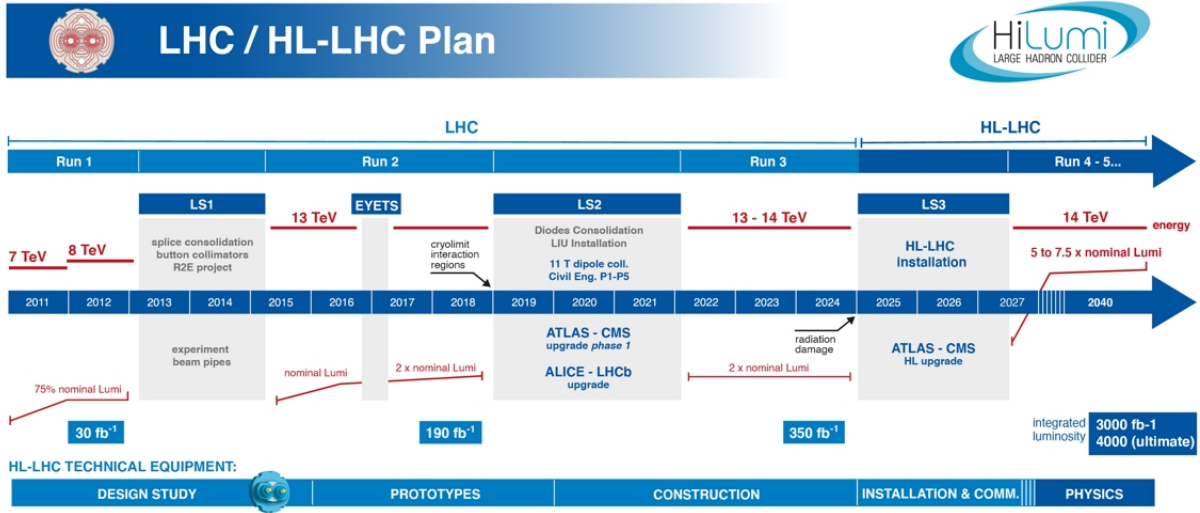 LHC / HL-LHC Plan
HiLumi
LARGE HADRON COLLIDER
LHC
HL-LHC
Run 1
Run 2
Run 3
Run 4 - 5...
LS1
EYETS
LS2
LS3
13 TeV
13 - 14 TeV
14 TeV
energy
7 TeV
8 TeV
splice consolidation
button collimators
R2E project
cryolimit
interaction
regions
Diodes Consolidation
LIU Installation
11 T dipole coll.
Civil Eng. P1-P5
HL-LHC
installation
5 to 7.5 x nominal Lumi
2011 2012 2013 2014 2015 2016 2017 2018 2019 2020 2021 2022 2023 2024 2025 2026 2027 2040
experiment
beam pipes
ATLAS - CMS
upgrade phase 1
ALICE - LHCb
upgrade
radiation
damage
ATLAS - CMS
HL upgrade
75% nominal Lumi
nominal Lumi
2 x nominal Lumi
2 x nominal Lumi
30 fb⁻¹
190 fb⁻¹
350 fb⁻¹
integrated
luminosity
3000 fb-1
4000 (ultimate)
HL-LHC TECHNICAL EQUIPMENT:
DESIGN STUDY
PROTOTYPES
CONSTRUCTION
INSTALLATION & COMM.
PHYSICS